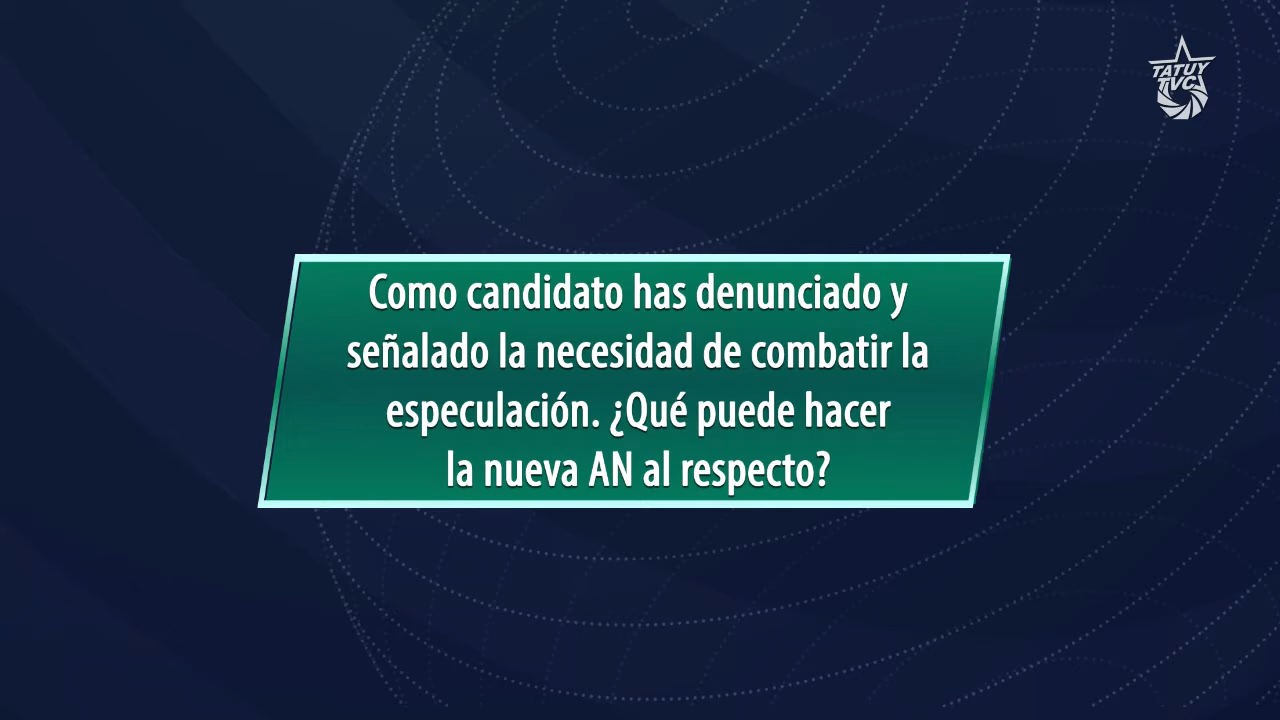 TATUY
TVC
Como candidato has denunciado y
señalado la necesidad de combatir la
especulación. ¿Qué puede hacer
la nueva AN al respecto?